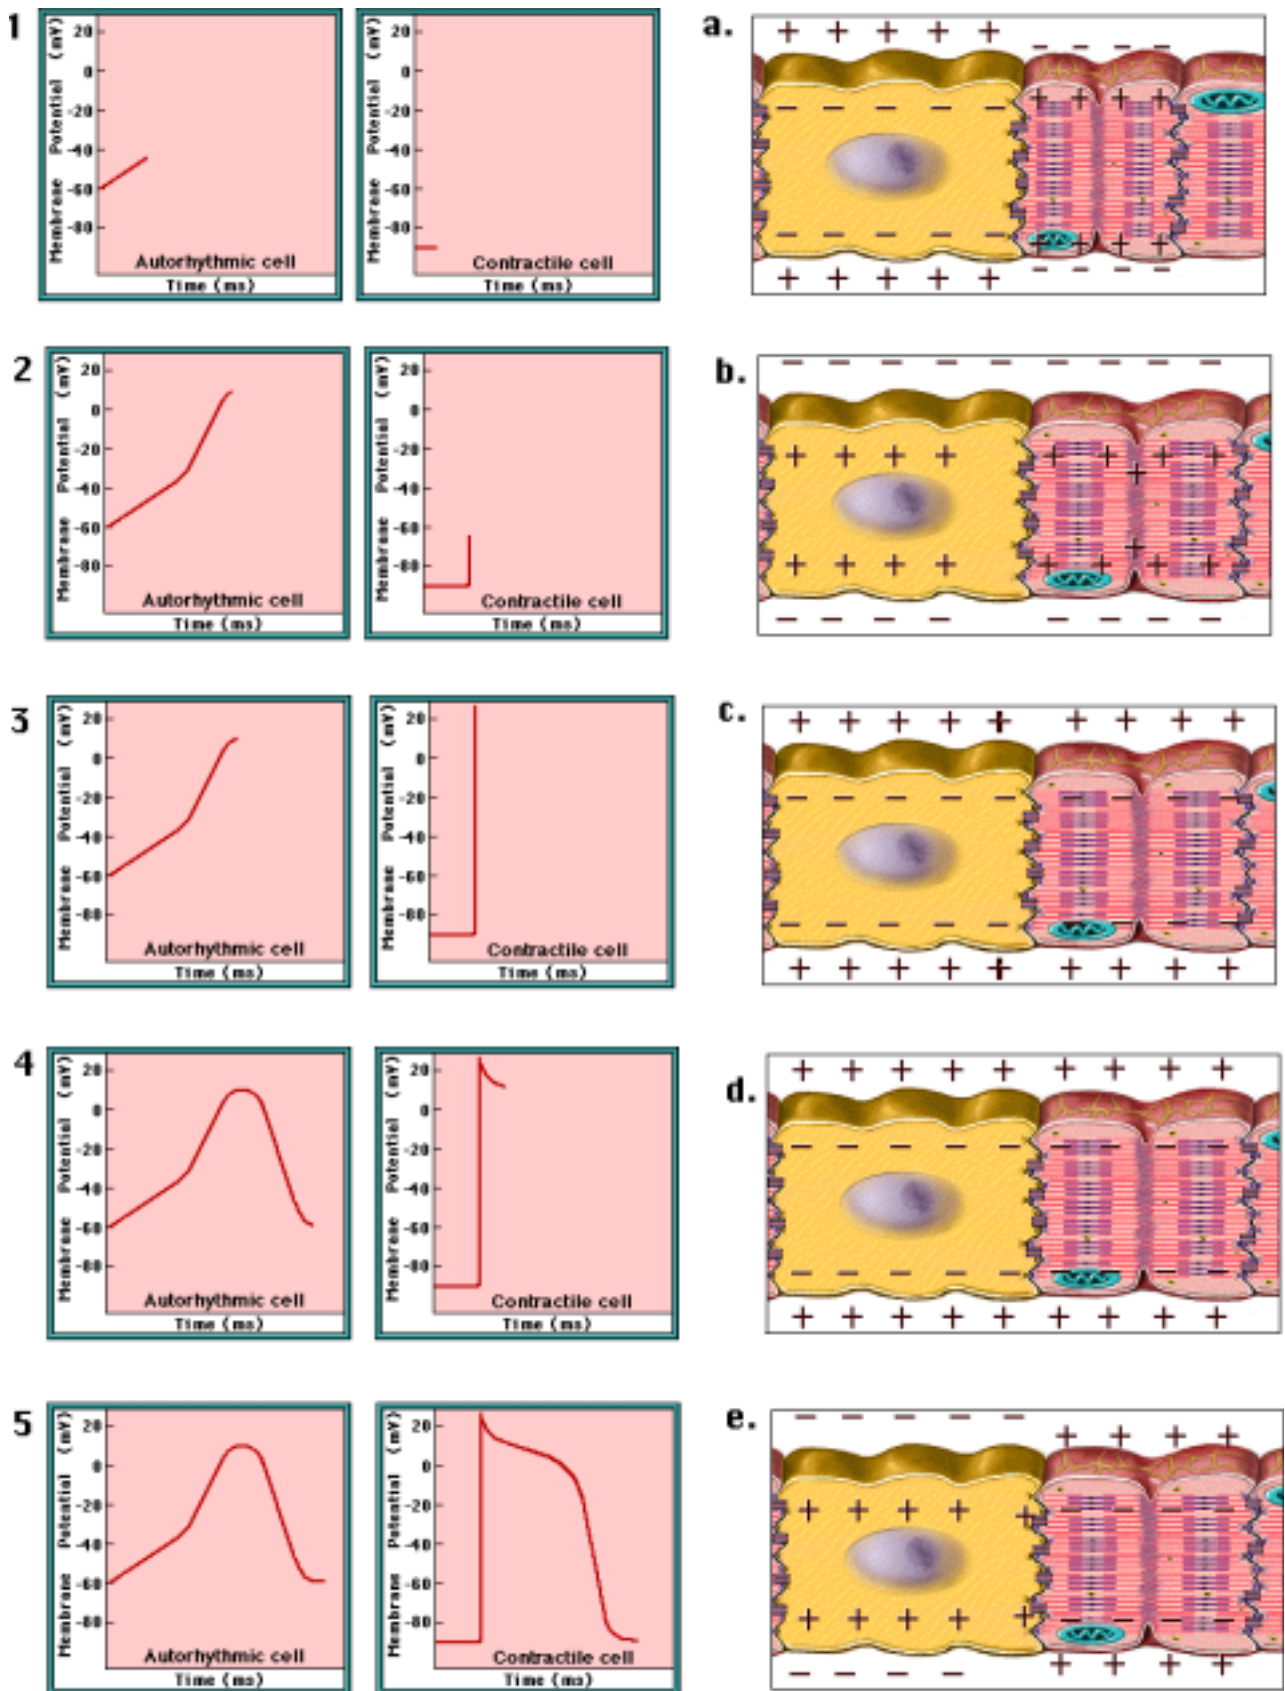 1
Membrane Potential (mV)
20
0
-20
-40
-60
-80
Autorhythmic cell
Time (ms)
Membrane Potential (mV)
20
0
-20
-40
-60
-80
Contractile cell
Time (ms)
a.
+ + + + +
− − − −
− − − − −
+ + + +
− − − − −
+ + + +
+ + + + +
− − − −
2
Membrane Potential (mV)
20
0
-20
-40
-60
-80
Autorhythmic cell
Time (ms)
Membrane Potential (mV)
20
0
-20
-40
-60
-80
Contractile cell
Time (ms)
b.
− − − − − − − − −
+ + + + + + + +
+
+
+ + + + + + + +
− − − − − − − −
3
Membrane Potential (mV)
20
0
-20
-40
-60
-80
Autorhythmic cell
Time (ms)
Membrane Potential (mV)
20
0
-20
-40
-60
-80
Contractile cell
Time (ms)
c.
+ + + + + + + + +
− − − − − − − − −
− − − − − − − −
+ + + + + + + + +
4
Membrane Potential (mV)
20
0
-20
-40
-60
-80
Autorhythmic cell
Time (ms)
Membrane Potential (mV)
20
0
-20
-40
-60
-80
Contractile cell
Time (ms)
d.
+ + + + + + + + +
− − − − − − − − −
− − − − − − − − −
+ + + + + + + + +
5
Membrane Potential (mV)
20
0
-20
-40
-60
-80
Autorhythmic cell
Time (ms)
Membrane Potential (mV)
20
0
-20
-40
-60
-80
Contractile cell
Time (ms)
e.
− − − − −
+ + + +
+ + + + + − − − −
+ + + + + − − − −
− − − −
+ + + +